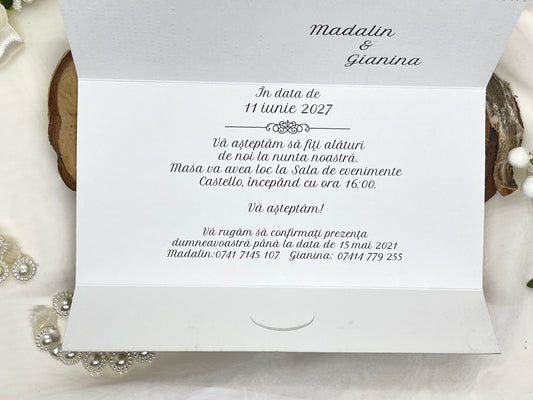 Madalin
&
Gianina
În data de
11 iunie 2027
Vă așteptăm să fiți alături
de noi la nunta noastră.
Masa va avea loc la Sala de evenimente
Castello, începând cu ora 16:00.
Vă așteptăm!
Vă rugăm să confirmați prezența
dumneavoastră până la data de 15 mai 2021
Madalin:0741 7145 107 Gianina: 07414 779 255